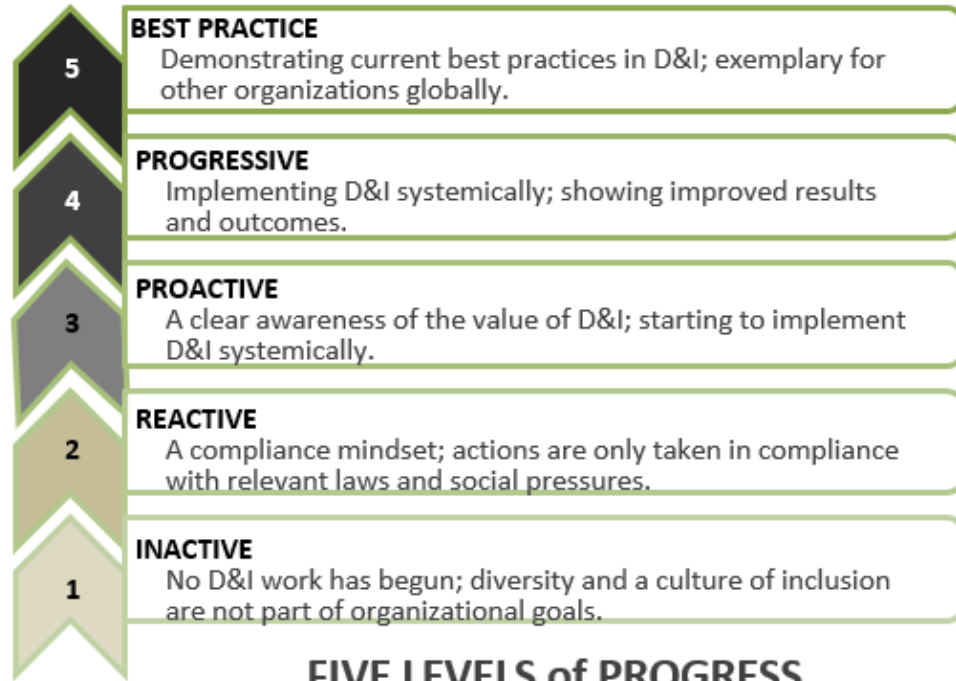 5
BEST PRACTICE
Demonstrating current best practices in D&I; exemplary for
other organizations globally.
4
PROGRESSIVE
Implementing D&I systemically; showing improved results
and outcomes.
3
PROACTIVE
A clear awareness of the value of D&I; starting to implement
D&I systemically.
2
REACTIVE
A compliance mindset; actions are only taken in compliance
with relevant laws and social pressures.
1
INACTIVE
No D&I work has begun; diversity and a culture of inclusion
are not part of organizational goals.
FIVE LEVELS of PROGRESS